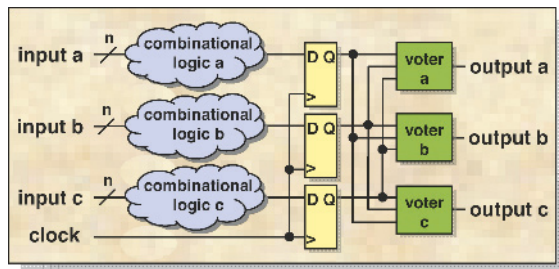 input a
n
combinational
logic a
D Q
voter
a
output a
input b
n
combinational
logic b
D Q
voter
b
output b
input c
n
combinational
logic c
D Q
voter
c
output c
clock